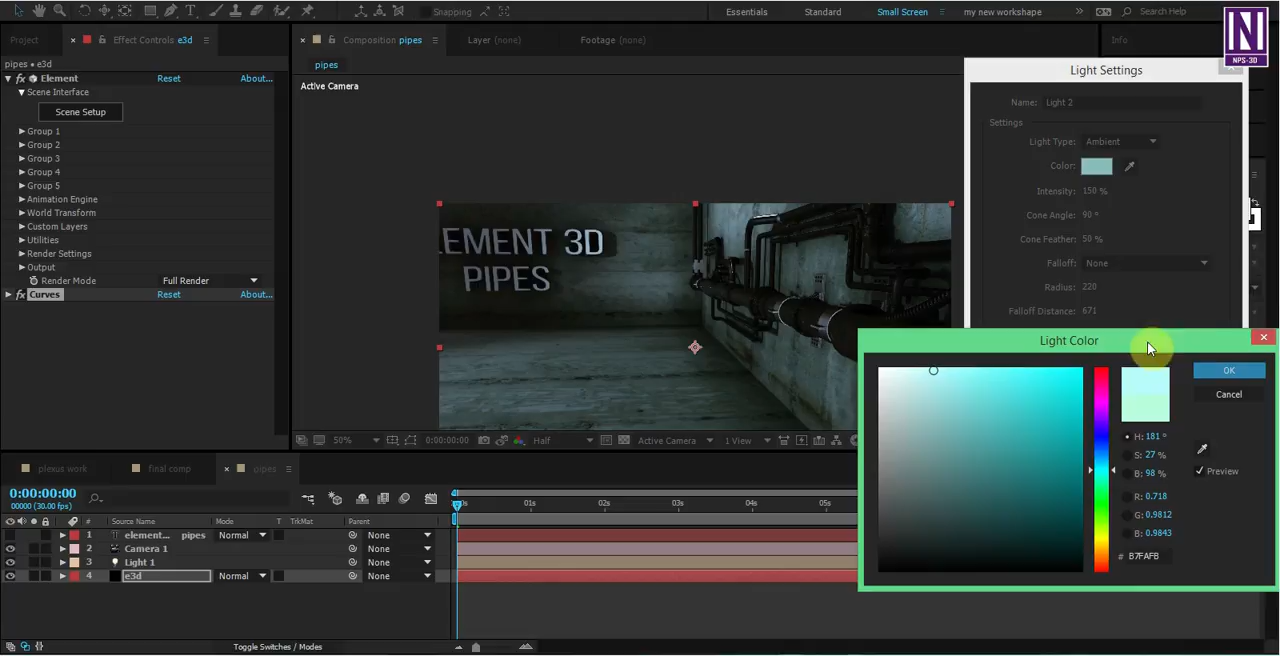 Snapping
Essentials
Standard
Small Screen
my new workshape
Search Help
N
NPS-3D
Project
Effect Controls e3d
Composition pipes
Layer (none)
Footage (none)
Info
pipes • e3d
pipes
Light Settings
fx Element Reset About...
Active Camera
Scene Interface
Scene Setup
Name: Light 2
Settings
Group 1
Light Type: Ambient
Group 2
Group 3
Color:
Group 4
Group 5
Intensity: 150 %
Animation Engine
World Transform
Cone Angle: 90 °
Custom Layers
Utilities
Cone Feather: 50 %
LEMENT 3D
PIPES
Render Settings
Falloff: None
Output
Render Mode Full Render
Radius: 220
fx Curves Reset About...
Falloff Distance: 671
Light Color
OK
Cancel
H: 181 °
S: 27 %
Preview
B: 98 %
R: 0.718
G: 0.9812
B: 0.9843
# B7FAFB
50% 0:00:00:00 Half Active Camera 1 View
plexus work
final comp
pipes
0:00:00:00
00000 (30.00 fps)
01s 02s 03s 04s 05s
# Source Name Mode T TrkMat Parent
1 element... pipes Normal None
2 Camera 1 None
3 Light 1 None
4 e3d Normal None
Toggle Switches / Modes